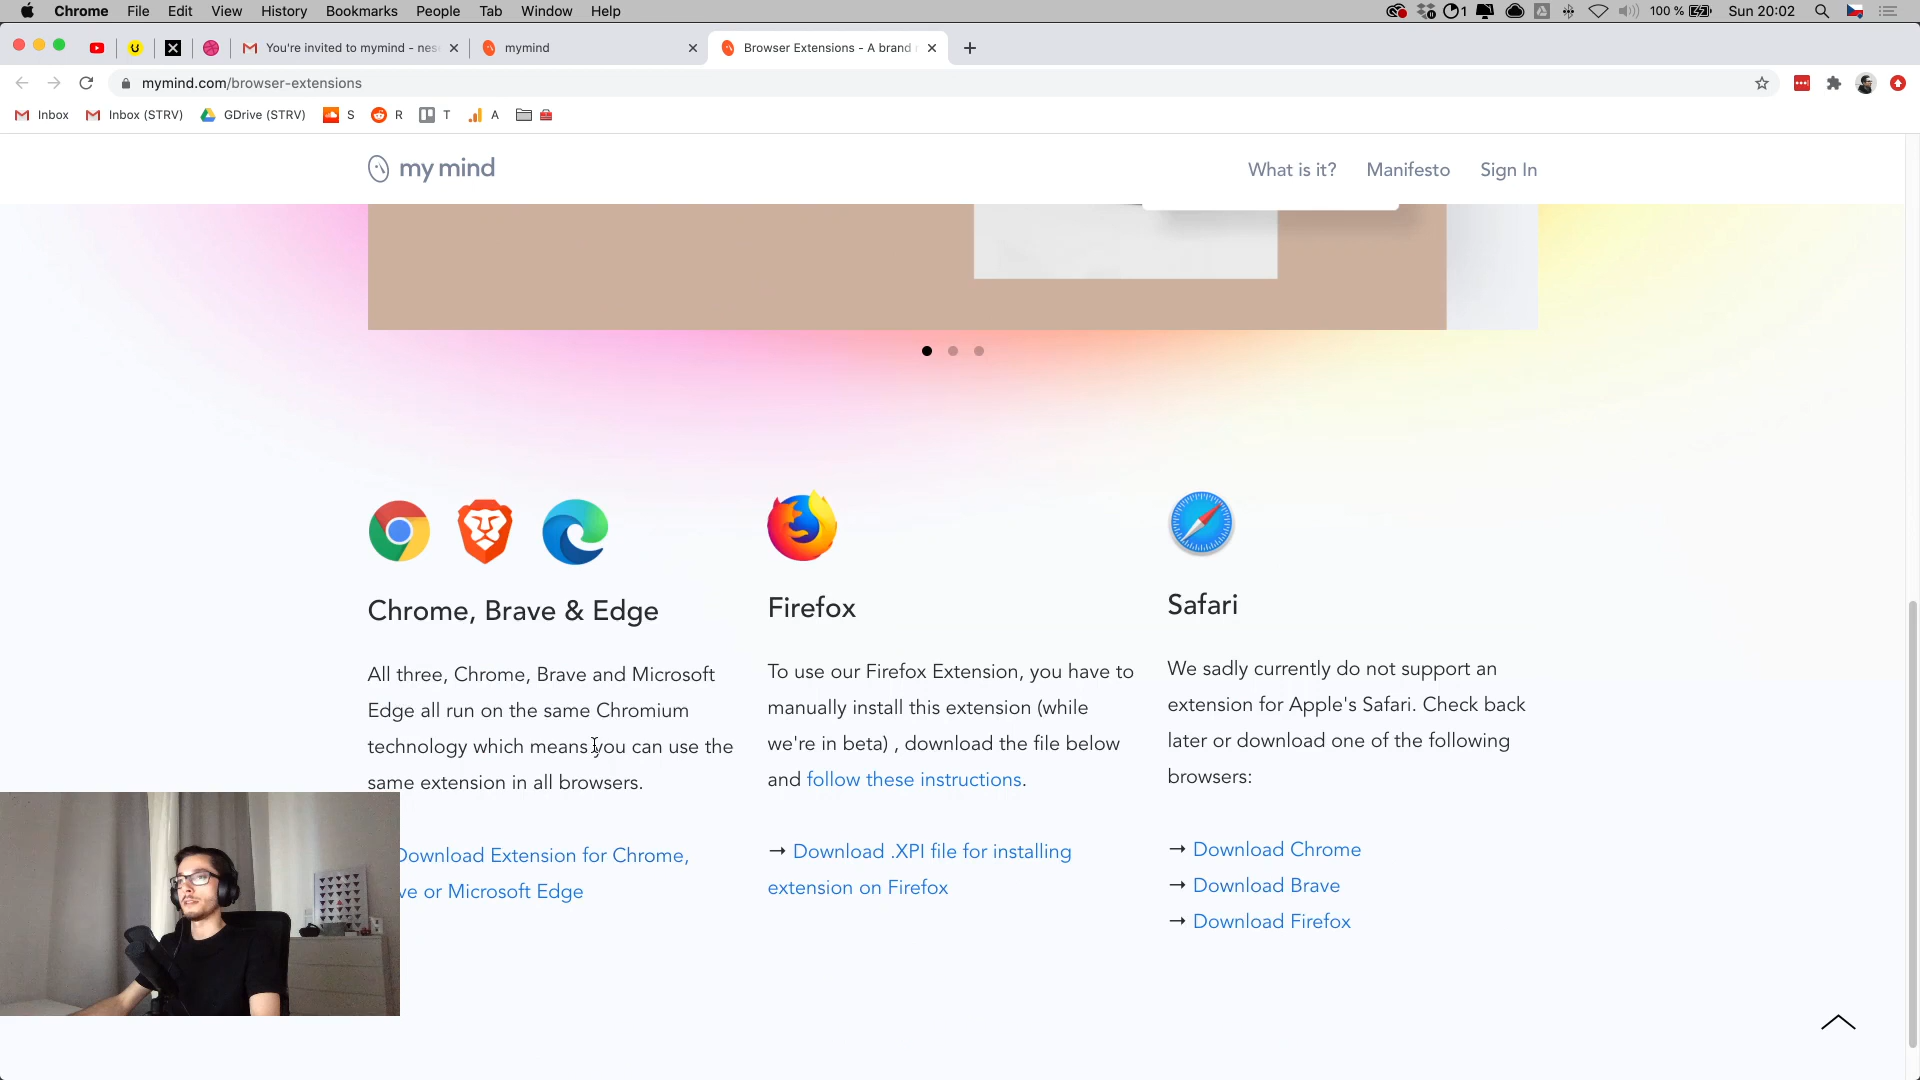 Chrome File Edit View History Bookmarks People Tab Window Help
1 100 % Sun 20:02
You're invited to mymind - nes
mymind
Browser Extensions - A brand
mymind.com/browser-extensions
Inbox Inbox (STRV) GDrive (STRV) S R T A
my mind
What is it? Manifesto Sign In
Chrome, Brave & Edge
All three, Chrome, Brave and Microsoft
Edge all run on the same Chromium
technology which means you can use the
same extension in all browsers.
Download Extension for Chrome,
ve or Microsoft Edge
Firefox
To use our Firefox Extension, you have to
manually install this extension (while
we're in beta) , download the file below
and follow these instructions.
→ Download .XPI file for installing
extension on Firefox
Safari
We sadly currently do not support an
extension for Apple's Safari. Check back
later or download one of the following
browsers:
→ Download Chrome
→ Download Brave
→ Download Firefox